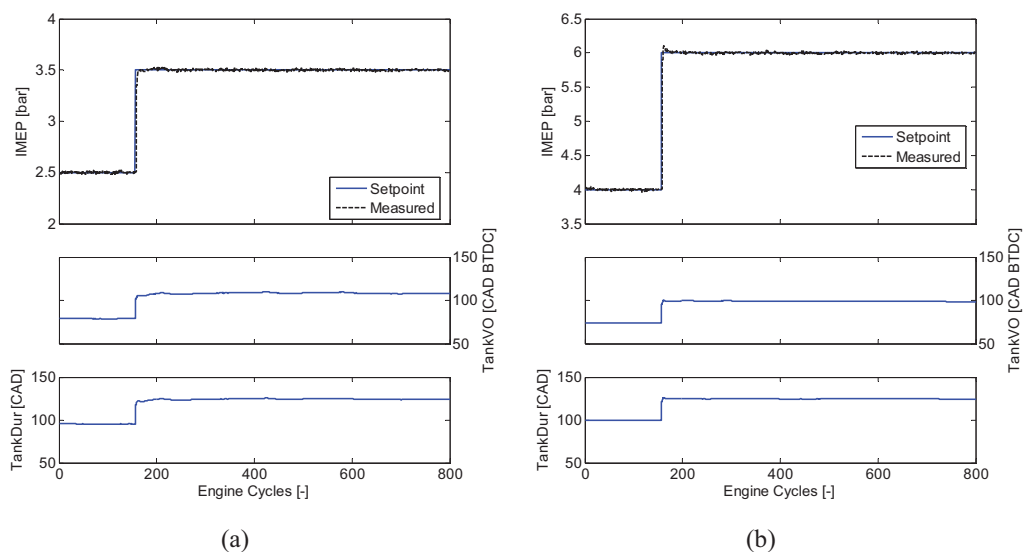 4
3.5
3
2.5
2
IMEP [bar]
Setpoint
Measured
150
100
50
TankVO [CAD BTDC]
150
100
50
TankDur [CAD]
0 200 400 600 800
Engine Cycles [-]
(a)
6.5
6
5.5
5
4.5
4
3.5
IMEP [bar]
Setpoint
Measured
150
100
50
TankVO [CAD BTDC]
150
100
50
TankDur [CAD]
0 200 400 600 800
Engine Cycles [-]
(b)